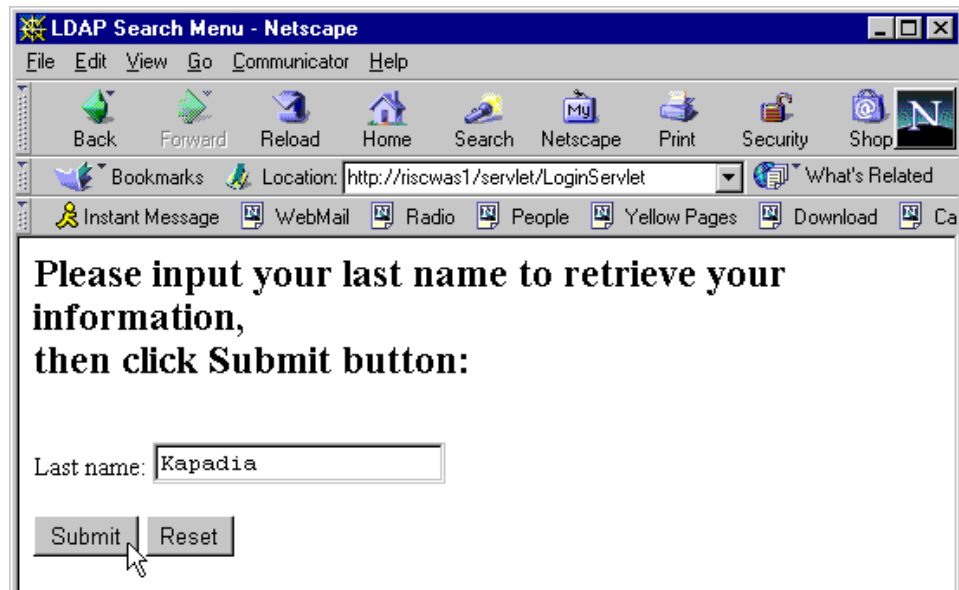 LDAP Search Menu - Netscape
File Edit View Go Communicator Help
Back Forward Reload Home Search Netscape Print Security Shop
My
N
Bookmarks Location: http://riscwas1/servlet/LoginServlet What's Related
Instant Message WebMail Radio People Yellow Pages Download Ca
Please input your last name to retrieve your
information,
then click Submit button:
Last name: Kapadia
Submit Reset